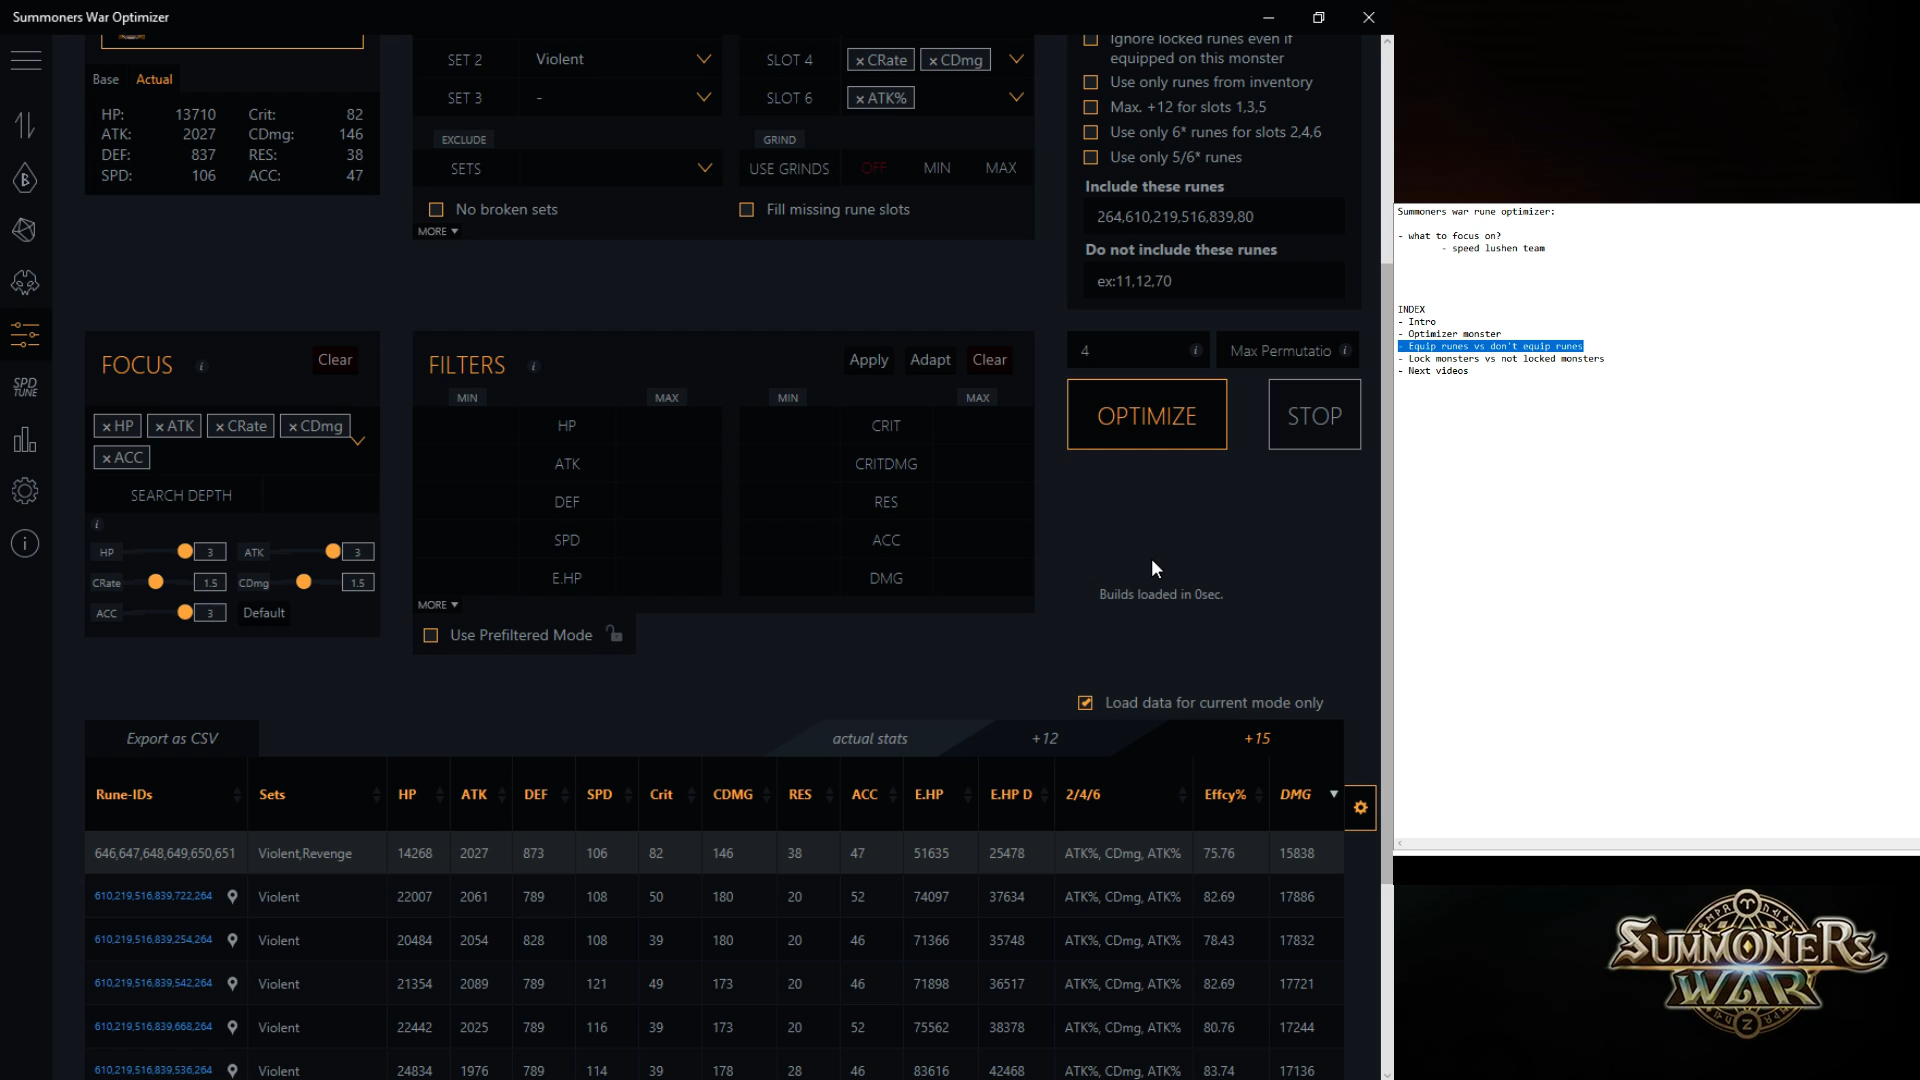 Summoners War Optimizer
Base Actual
HP: 13710 Crit: 82
ATK: 2027 CDmg: 146
DEF: 837 RES: 38
SPD: 106 ACC: 47
SET 2 Violent
SET 3 -
EXCLUDE
SETS
No broken sets
MORE
SLOT 4 × CRate × CDmg
SLOT 6 × ATK%
GRIND
USE GRINDS OFF MIN MAX
Fill missing rune slots
Ignore locked runes even if
equipped on this monster
Use only runes from inventory
Max. +12 for slots 1,3,5
Use only 6* runes for slots 2,4,6
Use only 5/6* runes
Include these runes
264,610,219,516,839,80
Do not include these runes
ex:11,12,70
SPD
TUNE
FOCUS i Clear
× HP × ATK × CRate × CDmg
× ACC
SEARCH DEPTH
i
HP 3 ATK 3
CRate 1.5 CDmg 1.5
ACC 3 Default
FILTERS i Apply Adapt Clear
MIN MAX MIN MAX
HP CRIT
ATK CRITDMG
DEF RES
SPD ACC
E.HP DMG
MORE
Use Prefiltered Mode
4 i Max Permutatio i
OPTIMIZE STOP
Builds loaded in 0sec.
Load data for current mode only
Export as CSV actual stats +12 +15
Rune-IDs Sets HP ATK DEF SPD Crit CDMG RES ACC E.HP E.HP D 2/4/6 Effcy% DMG
646,647,648,649,650,651 Violent,Revenge 14268 2027 873 106 82 146 38 47 51635 25478 ATK%, CDmg, ATK% 75.76 15838
610,219,516,839,722,264 Violent 22007 2061 789 108 50 180 20 52 74097 37634 ATK%, CDmg, ATK% 82.69 17886
610,219,516,839,254,264 Violent 20484 2054 828 108 39 180 20 46 71366 35748 ATK%, CDmg, ATK% 78.43 17832
610,219,516,839,542,264 Violent 21354 2089 789 121 49 173 20 46 71898 36517 ATK%, CDmg, ATK% 82.69 17721
610,219,516,839,668,264 Violent 22442 2025 789 116 39 173 20 52 75562 38378 ATK%, CDmg, ATK% 80.76 17244
610,219,516,839,536,264 Violent 24834 1976 789 114 39 178 28 46 83616 42468 ATK%, CDmg, ATK% 83.74 17136
Summoners war rune optimizer:
- what to focus on?
- speed lushen team
INDEX
- Intro
- Optimizer monster
- Equip runes vs don't equip runes
- Lock monsters vs not locked monsters
- Next videos
SUMMONERS
WAR